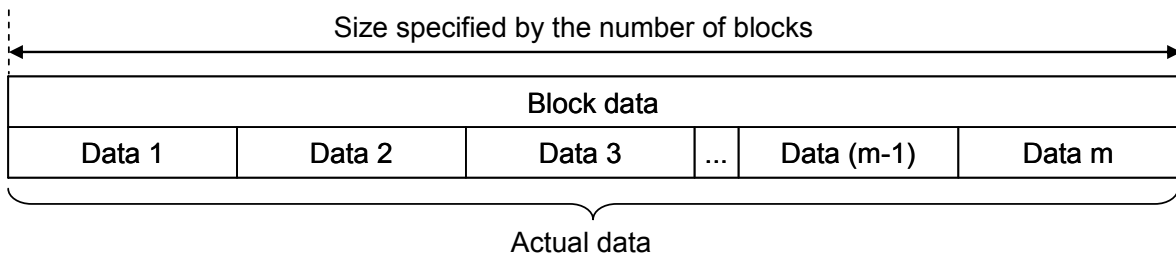 Size specified by the number of blocks
Block data
Data 1 Data 2 Data 3 ... Data (m-1) Data m
Actual data